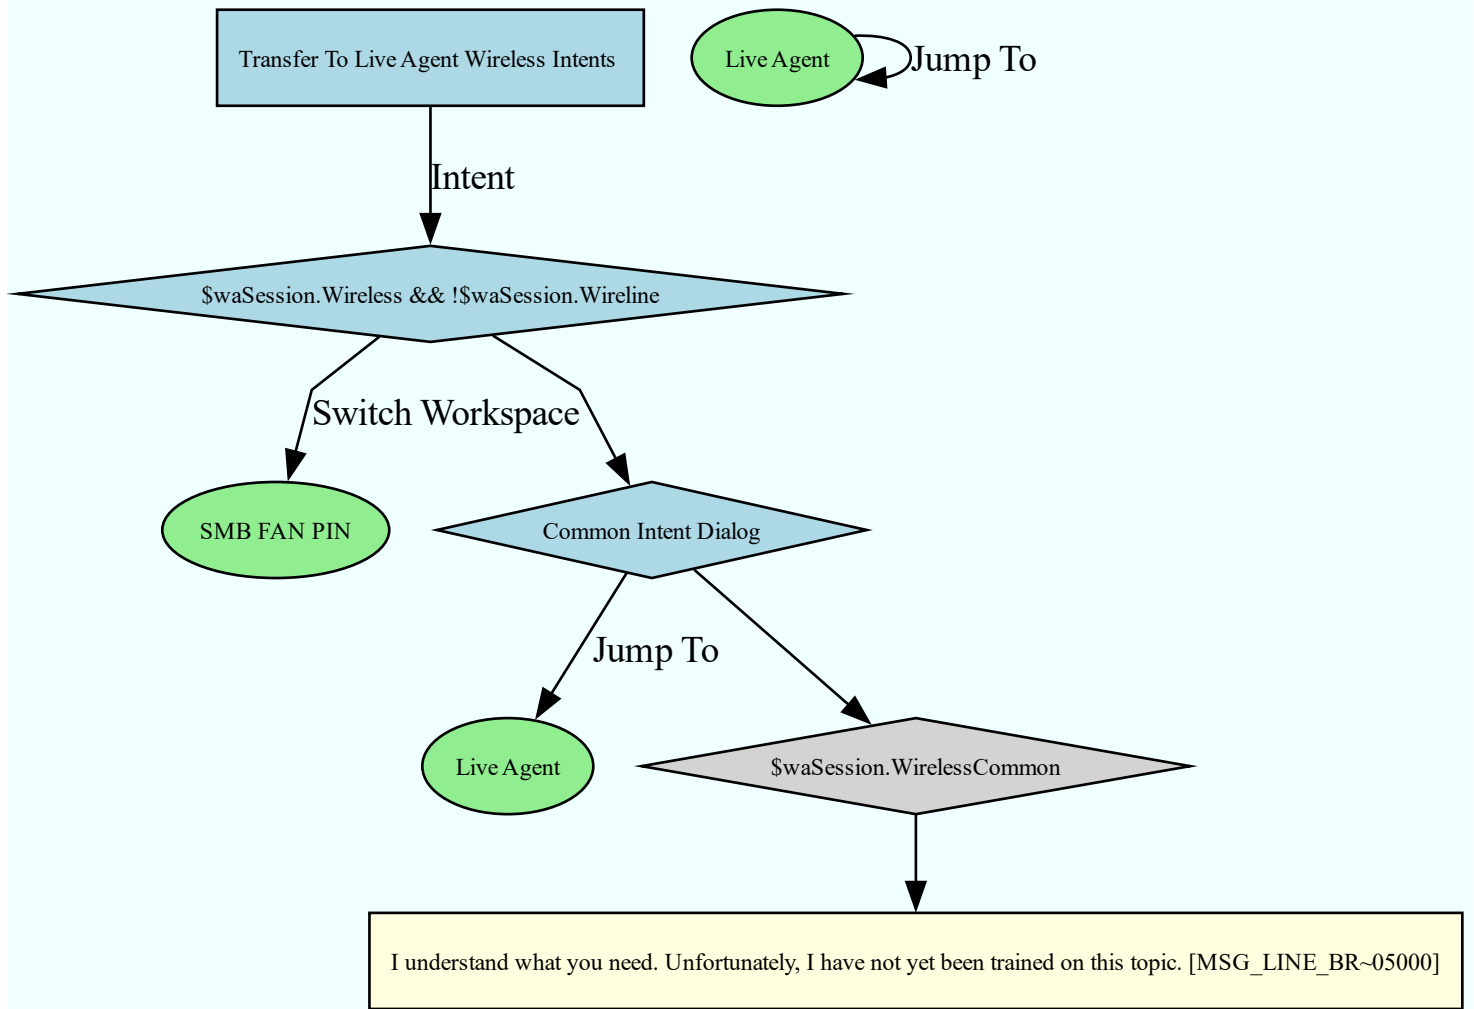 Transfer To Live Agent Wireless Intents
Live Agent
Jump To
Intent
$waSession.Wireless && !$waSession.Wireline
Switch Workspace
SMB FAN PIN
Common Intent Dialog
Jump To
Live Agent
$waSession.WirelessCommon
I understand what you need. Unfortunately, I have not yet been trained on this topic. [MSG_LINE_BR~05000]